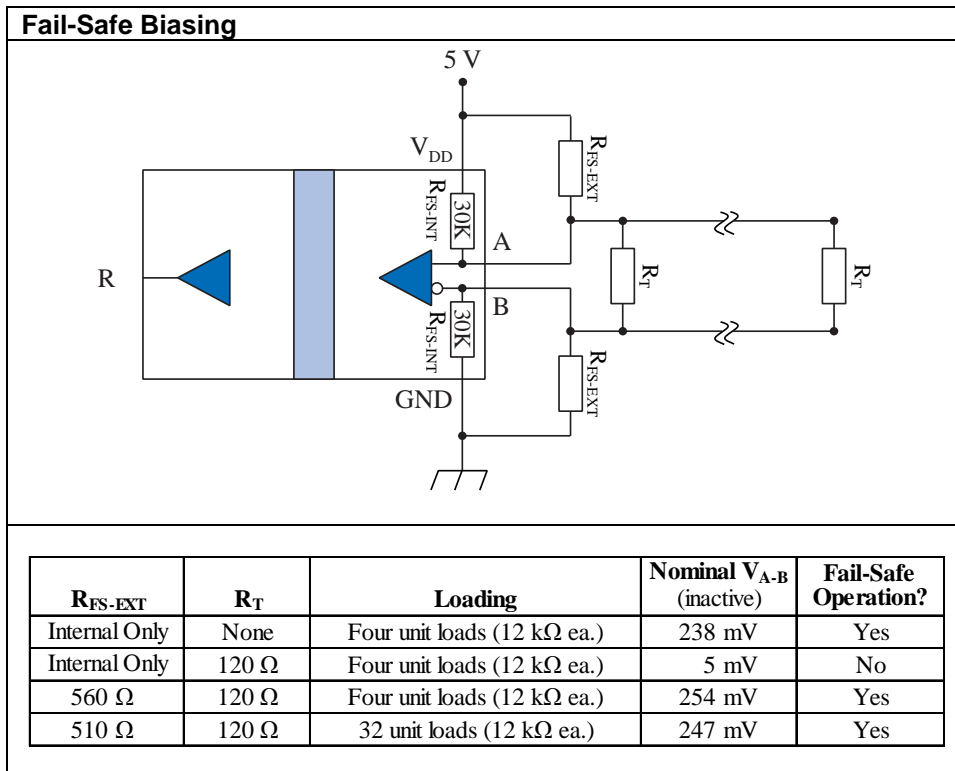 Fail-Safe Biasing
5 V
V_DD
R_FS-EXT
R_FS-INT
30K
A
R
R_T
R_T
B
R_FS-INT
30K
R_FS-EXT
GND
R_FS-EXT R_T Loading Nominal V_A-B (inactive) Fail-Safe Operation?
Internal Only None Four unit loads (12 kΩ ea.) 238 mV Yes
Internal Only 120 Ω Four unit loads (12 kΩ ea.) 5 mV No
560 Ω 120 Ω Four unit loads (12 kΩ ea.) 254 mV Yes
510 Ω 120 Ω 32 unit loads (12 kΩ ea.) 247 mV Yes